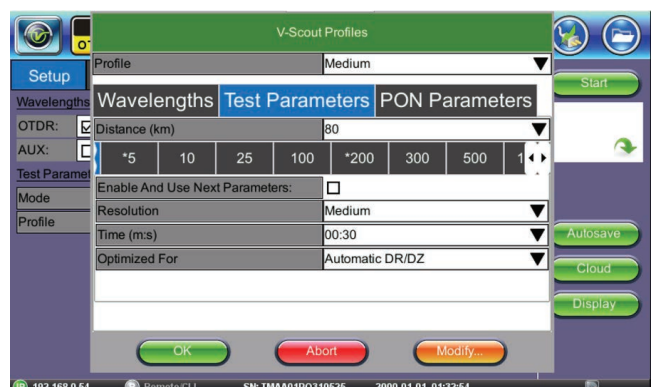 V-Scout Profiles
Profile Medium
Setup
Start
Wavelengths
Wavelengths Test Parameters PON Parameters
OTDR:
Distance (km) 80
AUX:
*5 10 25 100 *200 300 500
Enable And Use Next Parameters:
Mode
Resolution Medium
Profile
Time (m:s) 00:30
Autosave
Optimized For Automatic DR/DZ
Cloud
Display
OK Abort Modify...